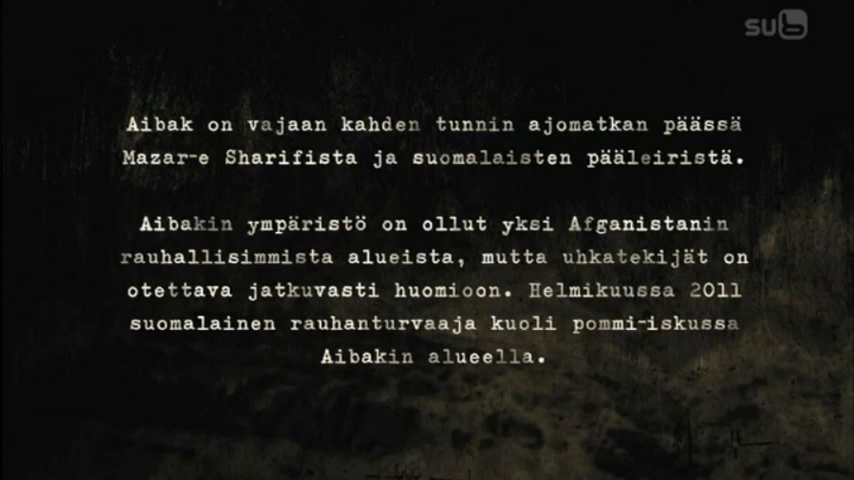 sub
Aibak on vajaan kahden tunnin ajomatkan päässä
Mazar-e Sharifista ja suomalaisten pääleiristä.
Aibakin ympäristö on ollut yksi Afganistanin
rauhallisimmista alueista, mutta uhkatekijät on
otettava jatkuvasti huomioon. Helmikuussa 2011
suomalainen rauhanturvaaja kuoli pommi-iskussa
Aibakin alueella.